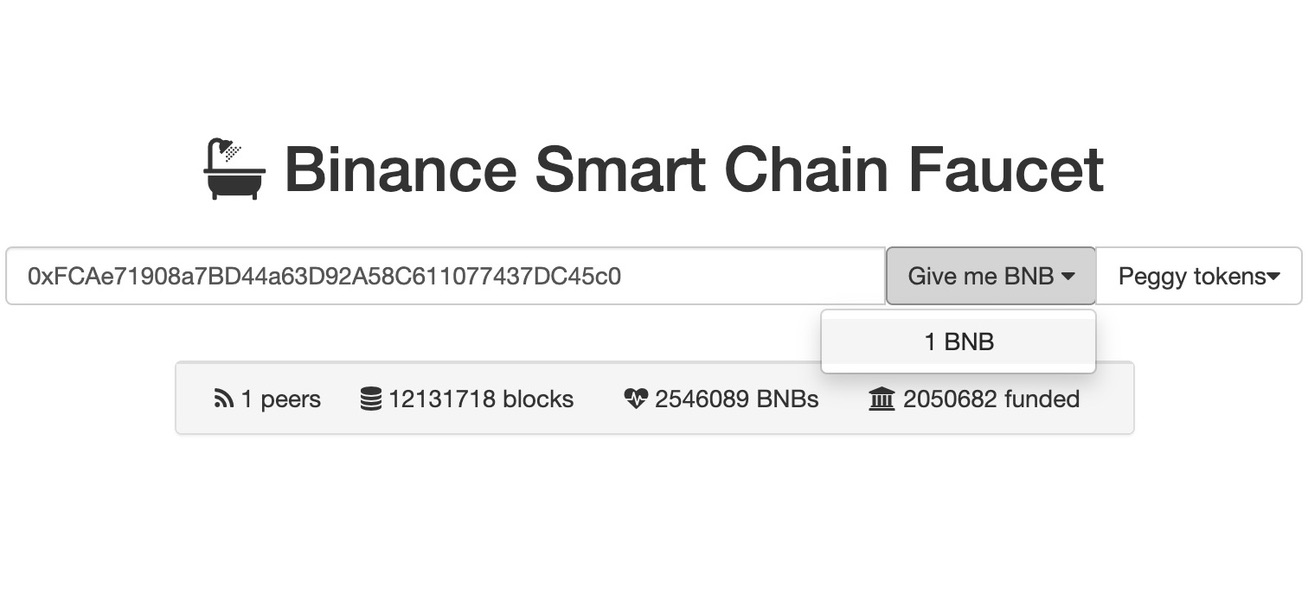 Binance Smart Chain Faucet
0xFCAe71908a7BD44a63D92A58C611077437DC45c0 Give me BNB Peggy tokens
1 BNB
1 peers 12131718 blocks 2546089 BNBs 2050682 funded